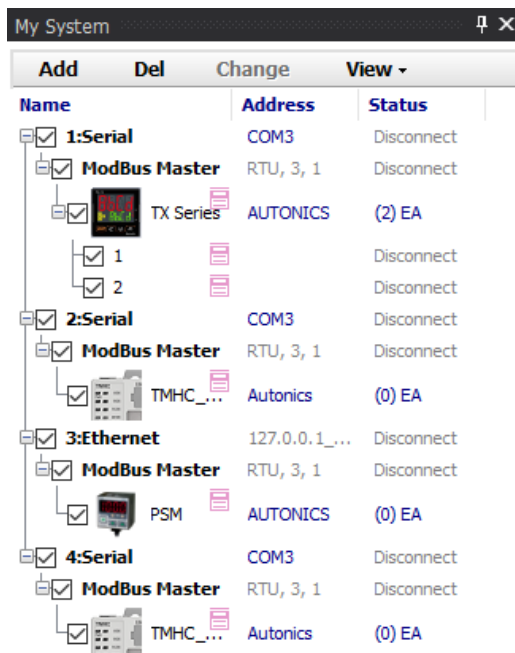 My System
Add Del Change View
Name Address Status
1:Serial COM3 Disconnect
ModBus Master RTU, 3, 1 Disconnect
TX Series AUTONICS (2) EA
1 Disconnect
2 Disconnect
2:Serial COM3 Disconnect
ModBus Master RTU, 3, 1 Disconnect
TMHC_... Autonics (0) EA
3:Ethernet 127.0.0.1_... Disconnect
ModBus Master RTU, 3, 1 Disconnect
PSM AUTONICS (0) EA
4:Serial COM3 Disconnect
ModBus Master RTU, 3, 1 Disconnect
TMHC_... Autonics (0) EA